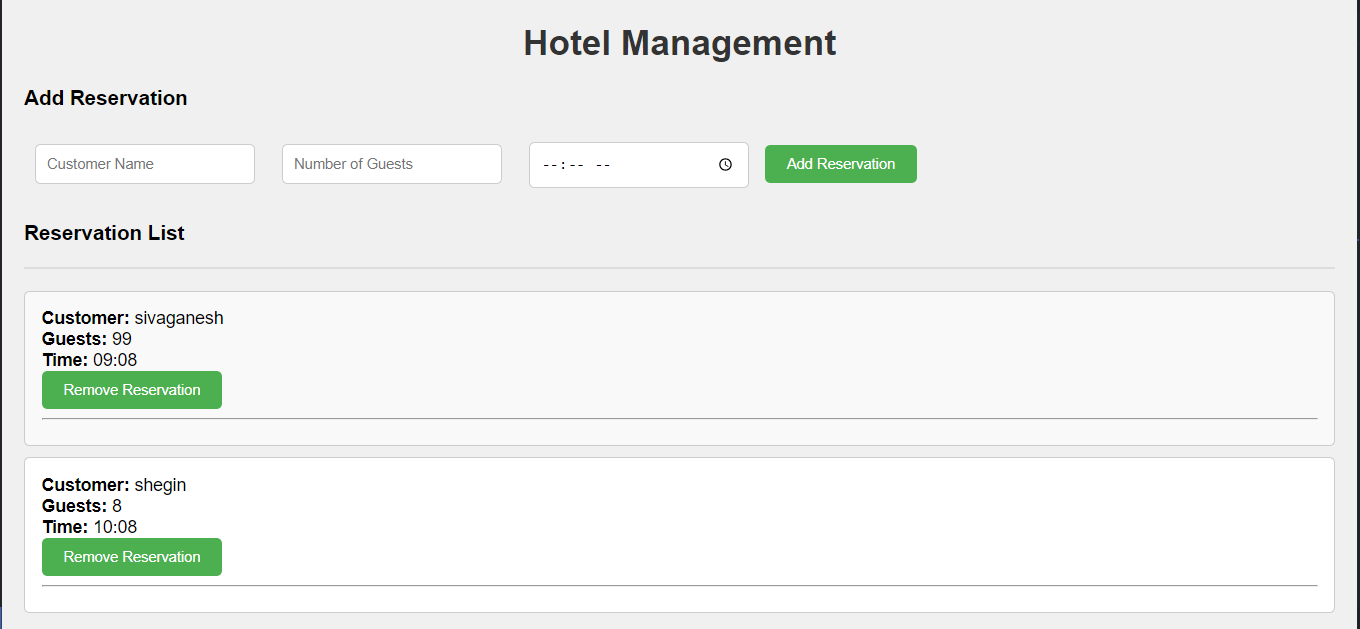 Hotel Management
Add Reservation
Customer Name
Number of Guests
--:-- --
Add Reservation
Reservation List
Customer: sivaganesh
Guests: 99
Time: 09:08
Remove Reservation
Customer: shegin
Guests: 8
Time: 10:08
Remove Reservation